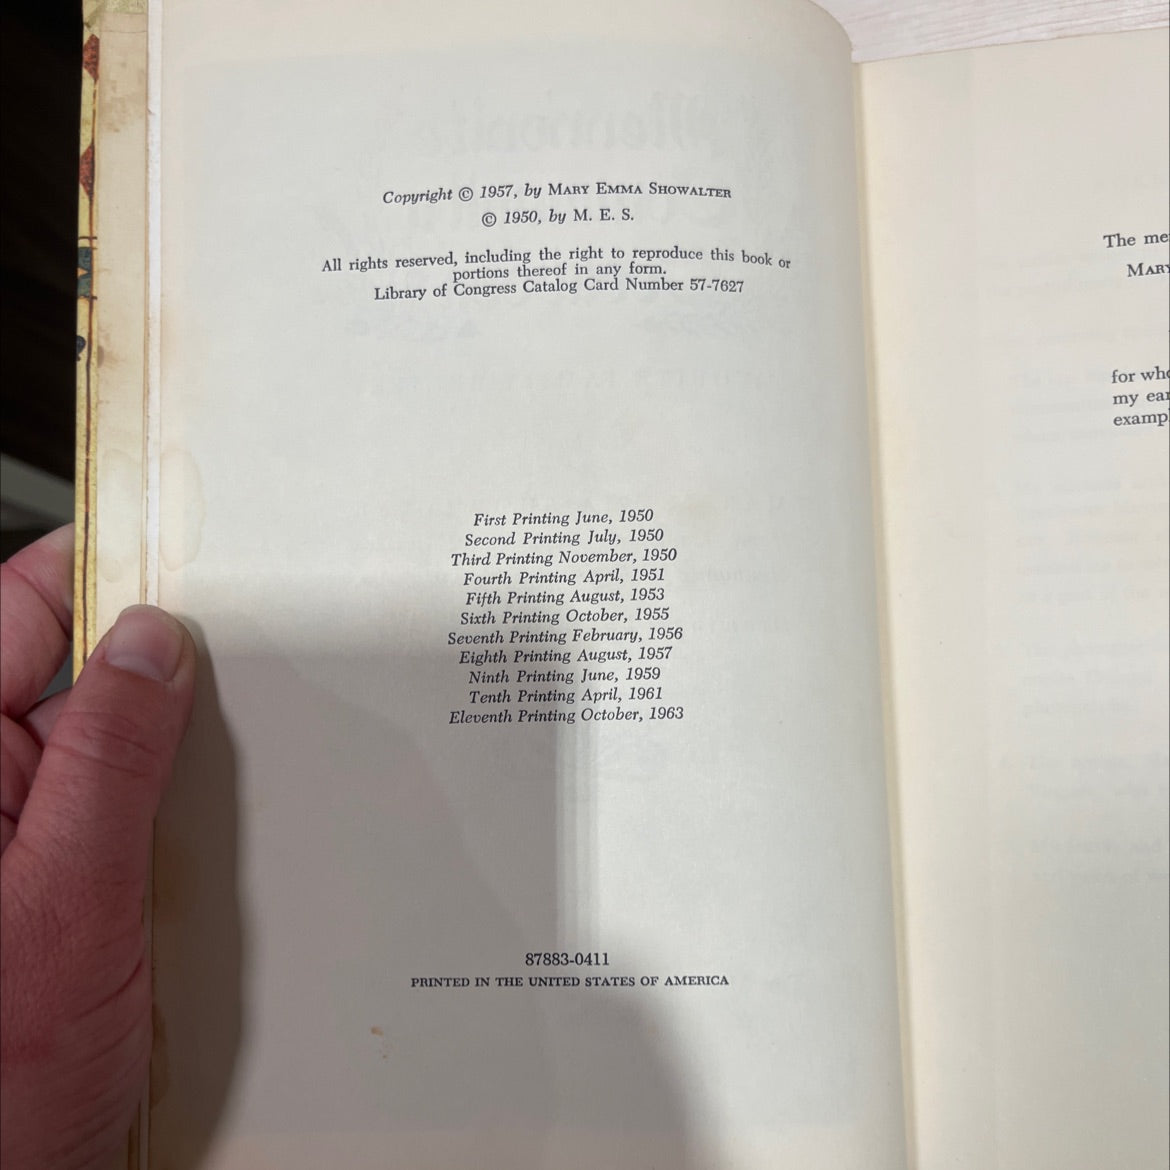 Copyright © 1957, by MARY EMMA SHOWALTER
© 1950, by M. E. S.
All rights reserved, including the right to reproduce this book or
portions thereof in any form.
Library of Congress Catalog Card Number 57-7627
First Printing June, 1950
Second Printing July, 1950
Third Printing November, 1950
Fourth Printing April, 1951
Fifth Printing August, 1953
Sixth Printing October, 1955
Seventh Printing February, 1956
Eighth Printing August, 1957
Ninth Printing June, 1959
Tenth Printing April, 1961
Eleventh Printing October, 1963
87883-0411
PRINTED IN THE UNITED STATES OF AMERICA
The me
MARY
for who
my ear
examp